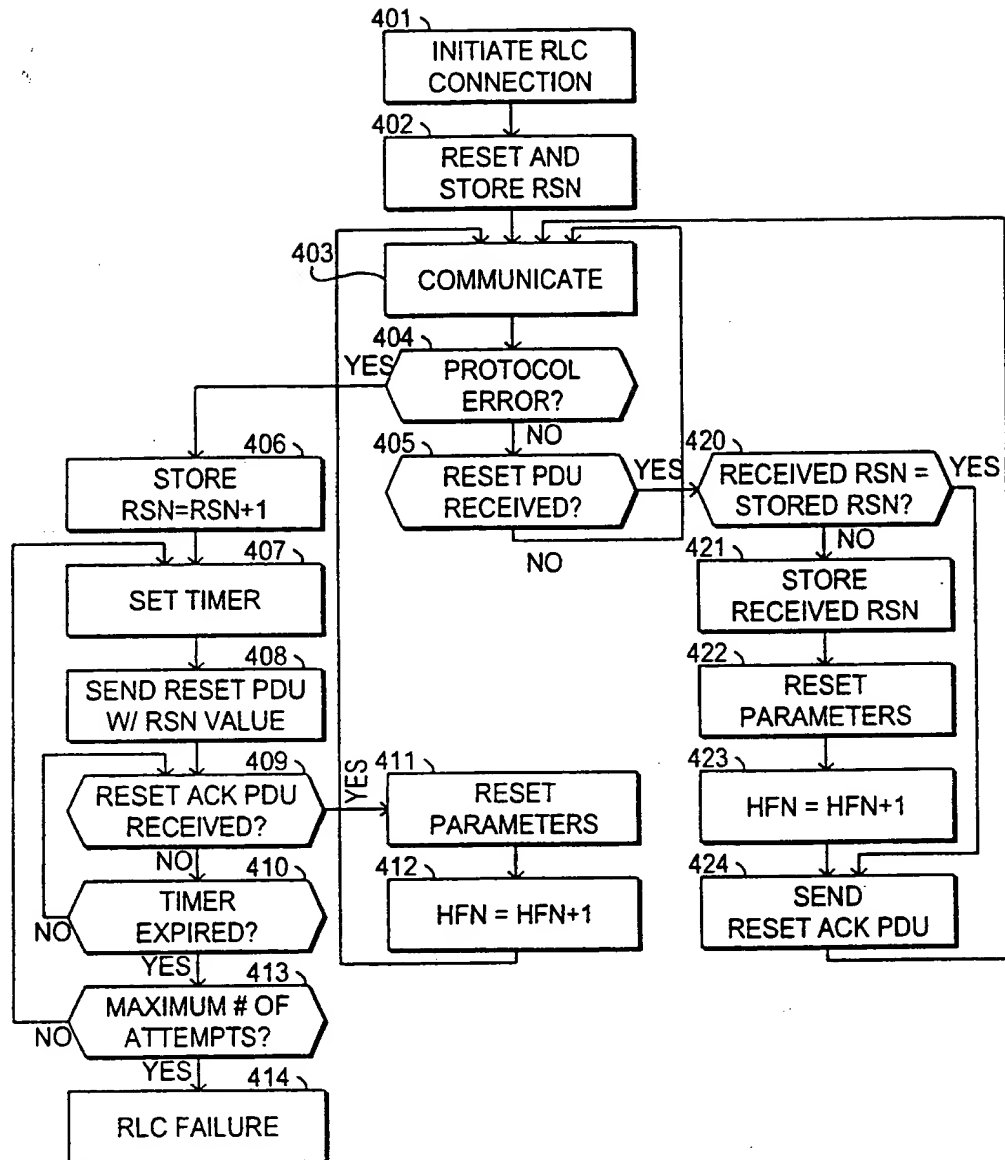 401
INITIATE RLC
CONNECTION
402
RESET AND
STORE RSN
403
COMMUNICATE
404
YES
PROTOCOL
ERROR?
NO
405
RESET PDU
RECEIVED?
YES
NO
420
RECEIVED RSN =
STORED RSN?
YES
NO
406
STORE
RSN=RSN+1
407
SET TIMER
408
SEND RESET PDU
W/ RSN VALUE
409
RESET ACK PDU
RECEIVED?
YES
NO
410
TIMER
EXPIRED?
NO
YES
413
MAXIMUM # OF
ATTEMPTS?
NO
YES
414
RLC FAILURE
411
RESET
PARAMETERS
412
HFN = HFN+1
421
STORE
RECEIVED RSN
422
RESET
PARAMETERS
423
HFN = HFN+1
424
SEND
RESET ACK PDU